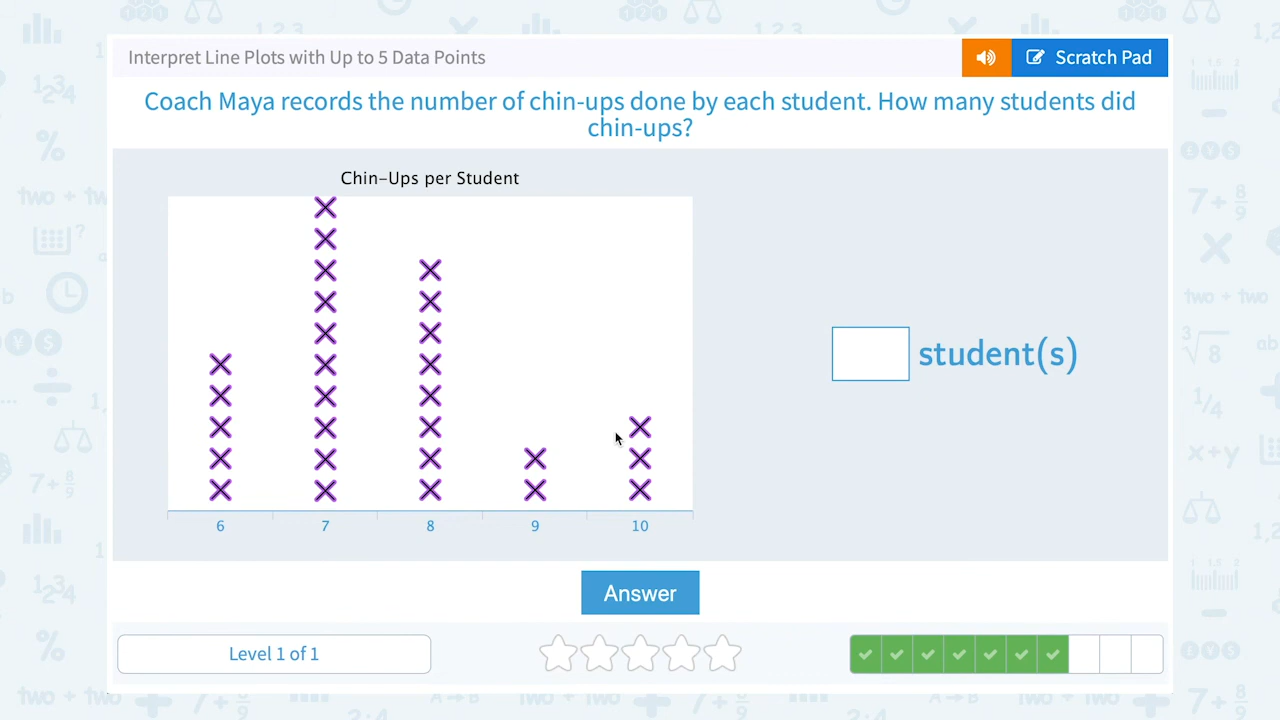 Interpret Line Plots with Up to 5 Data Points
Scratch Pad
Coach Maya records the number of chin-ups done by each student. How many students did
chin-ups?
Chin-Ups per Student
student(s)
6 7 8 9 10
Answer
Level 1 of 1